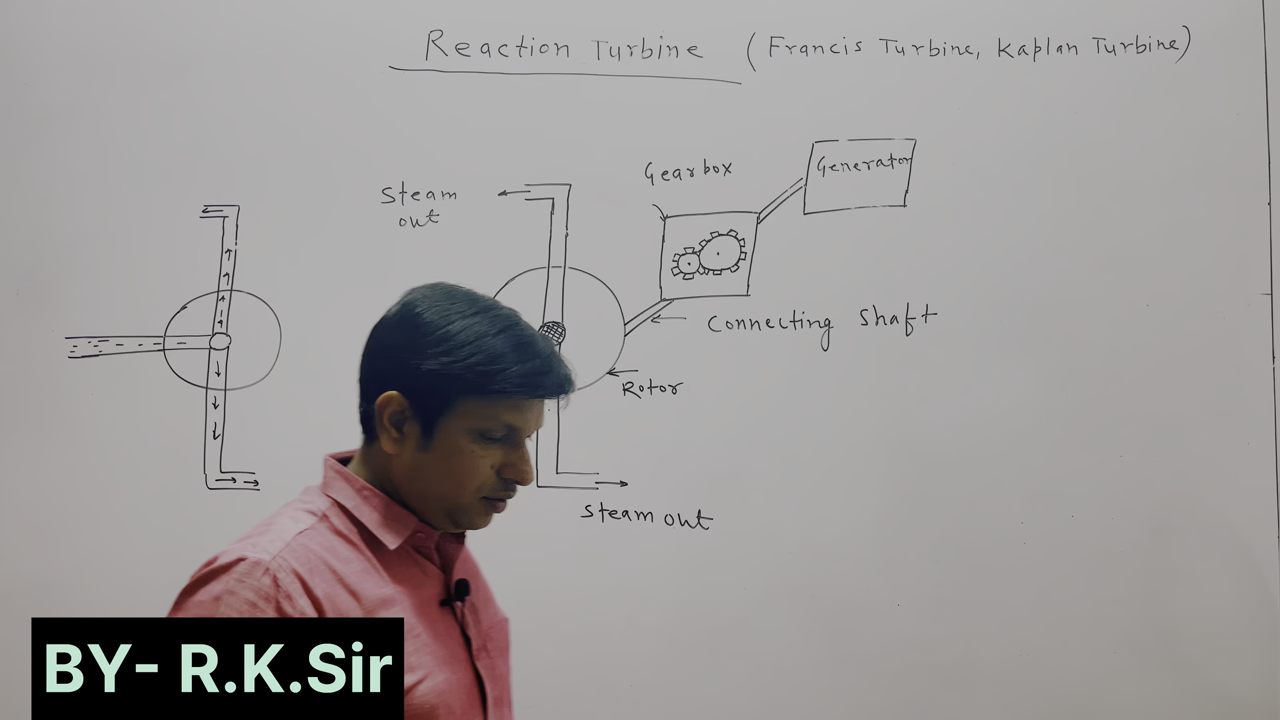 Reaction Turbine (Francis Turbine, Kaplan Turbine)
Generator
Gearbox
Steam
out
Connecting Shaft
Rotor
Steam out
BY- R.K.Sir